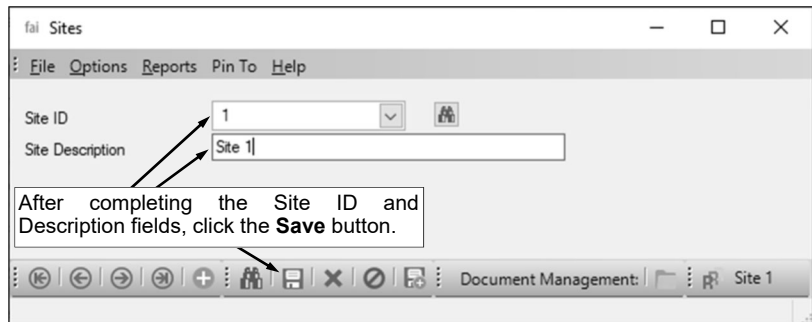 fai Sites
File Options Reports Pin To Help
Site ID 1
Site Description Site 1
After completing the Site ID and
Description fields, click the Save button.
Document Management: Site 1